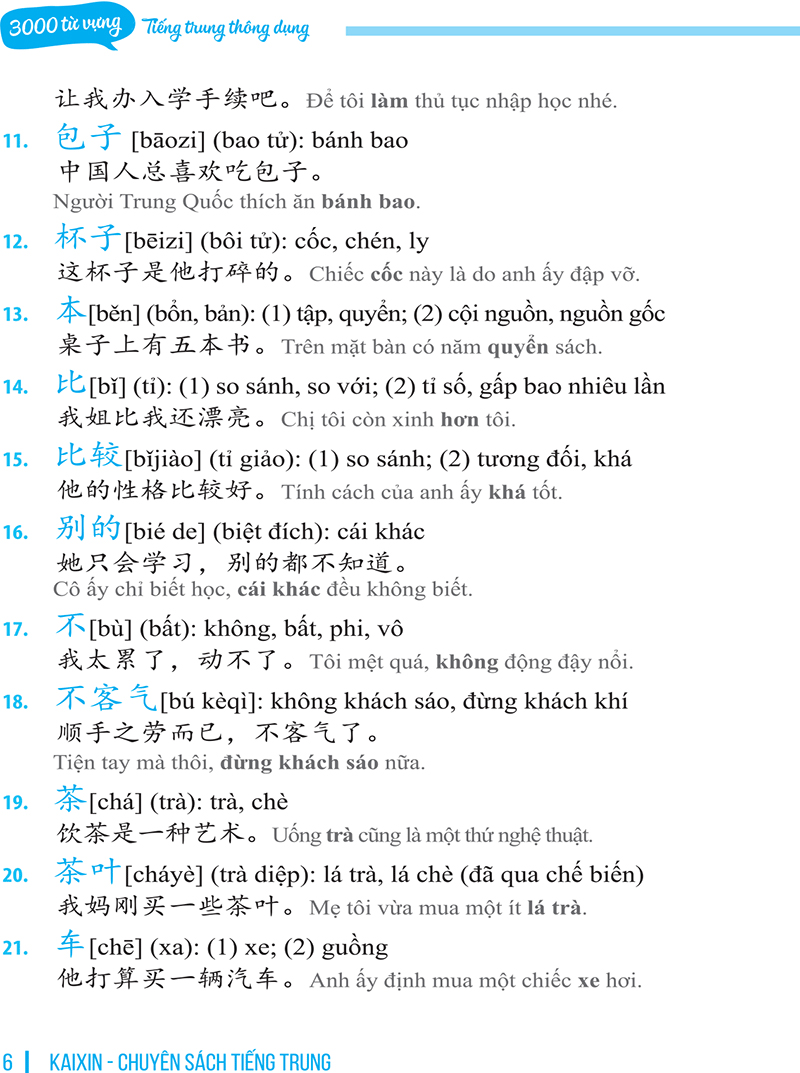 3000 từ vựng Tiếng trung thông dụng
让我办入学手续吧。Để tôi làm thủ tục nhập học nhé.
11. 包子 [bāozi] (bao tử): bánh bao
中国人总喜欢吃包子。
Người Trung Quốc thích ăn bánh bao.
12. 杯子[bēizi] (bôi tử): cốc, chén, ly
这杯子是他打碎的。Chiếc cốc này là do anh ấy đập vỡ.
13. 本[běn] (bổn, bản): (1) tập, quyển; (2) cội nguồn, nguồn gốc
桌子上有五本书。Trên mặt bàn có năm quyển sách.
14. 比[bǐ] (tỉ): (1) so sánh, so với; (2) tỉ số, gấp bao nhiêu lần
我姐比我还漂亮。Chị tôi còn xinh hơn tôi.
15. 比较[bǐjiào] (tỉ giảo): (1) so sánh; (2) tương đối, khá
他的性格比较好。Tính cách của anh ấy khá tốt.
16. 别的[bié de] (biệt đích): cái khác
她只会学习，别的都不知道。
Cô ấy chỉ biết học, cái khác đều không biết.
17. 不[bù] (bất): không, bất, phi, vô
我太累了，动不了。Tôi mệt quá, không động đậy nổi.
18. 不客气[bú kèqì]: không khách sáo, đừng khách khí
顺手之劳而已，不客气了。
Tiện tay mà thôi, đừng khách sáo nữa.
19. 茶[chá] (trà): trà, chè
饮茶是一种艺术。Uống trà cũng là một thứ nghệ thuật.
20. 茶叶[cháyè] (trà diệp): lá trà, lá chè (đã qua chế biến)
我妈刚买一些茶叶。Mẹ tôi vừa mua một ít lá trà.
21. 车[chē] (xa): (1) xe; (2) guồng
他打算买一辆汽车。Anh ấy định mua một chiếc xe hơi.
6 | KAIXIN - CHUYÊN SÁCH TIẾNG TRUNG